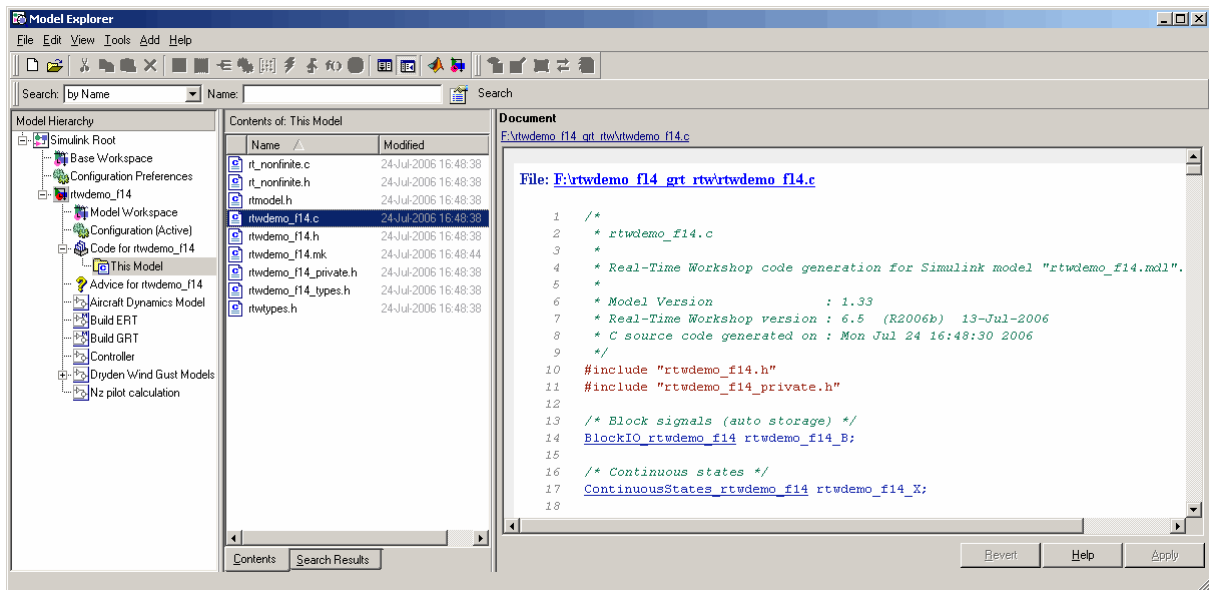 Model Explorer
File Edit View Tools Add Help
Search: by Name Name: Search
Model Hierarchy
Simulink Root
Base Workspace
Configuration Preferences
rtwdemo_f14
Model Workspace
Configuration (Active)
Code for rtwdemo_f14
This Model
Advice for rtwdemo_f14
Aircraft Dynamics Model
Build ERT
Build GRT
Controller
Dryden Wind Gust Models
Nz pilot calculation
Contents of: This Model
Name Modified
rt_nonfinite.c 24-Jul-2006 16:48:38
rt_nonfinite.h 24-Jul-2006 16:48:38
rtmodel.h 24-Jul-2006 16:48:38
rtwdemo_f14.c 24-Jul-2006 16:48:38
rtwdemo_f14.h 24-Jul-2006 16:48:38
rtwdemo_f14.mk 24-Jul-2006 16:48:44
rtwdemo_f14_private.h 24-Jul-2006 16:48:38
rtwdemo_f14_types.h 24-Jul-2006 16:48:38
rtwtypes.h 24-Jul-2006 16:48:38
Contents Search Results
Document
F:\rtwdemo_f14_grt_rtw\rtwdemo_f14.c
File: F:\rtwdemo_f14_grt_rtw\rtwdemo_f14.c
1 /*
2 * rtwdemo_f14.c
3 *
4 * Real-Time Workshop code generation for Simulink model "rtwdemo_f14.mdl".
5 *
6 * Model Version : 1.33
7 * Real-Time Workshop version : 6.5 (R2006b) 13-Jul-2006
8 * C source code generated on : Mon Jul 24 16:48:30 2006
9 */
10 #include "rtwdemo_f14.h"
11 #include "rtwdemo_f14_private.h"
12
13 /* Block signals (auto storage) */
14 BlockIO_rtwdemo_f14 rtwdemo_f14_B;
15
16 /* Continuous states */
17 ContinuousStates_rtwdemo_f14 rtwdemo_f14_X;
18
Revert Help Apply